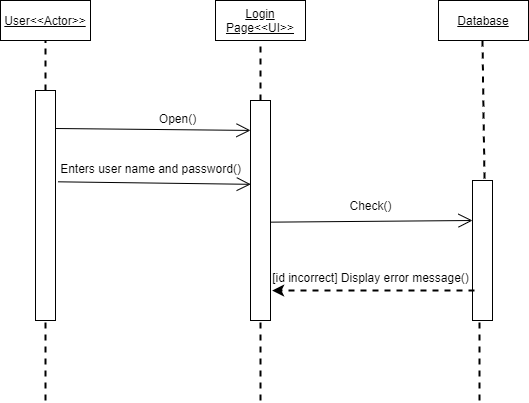 User<<Actor>>
Login
Page<<UI>>
Database
Open()
Enters user name and password()
Check()
[id incorrect] Display error message()